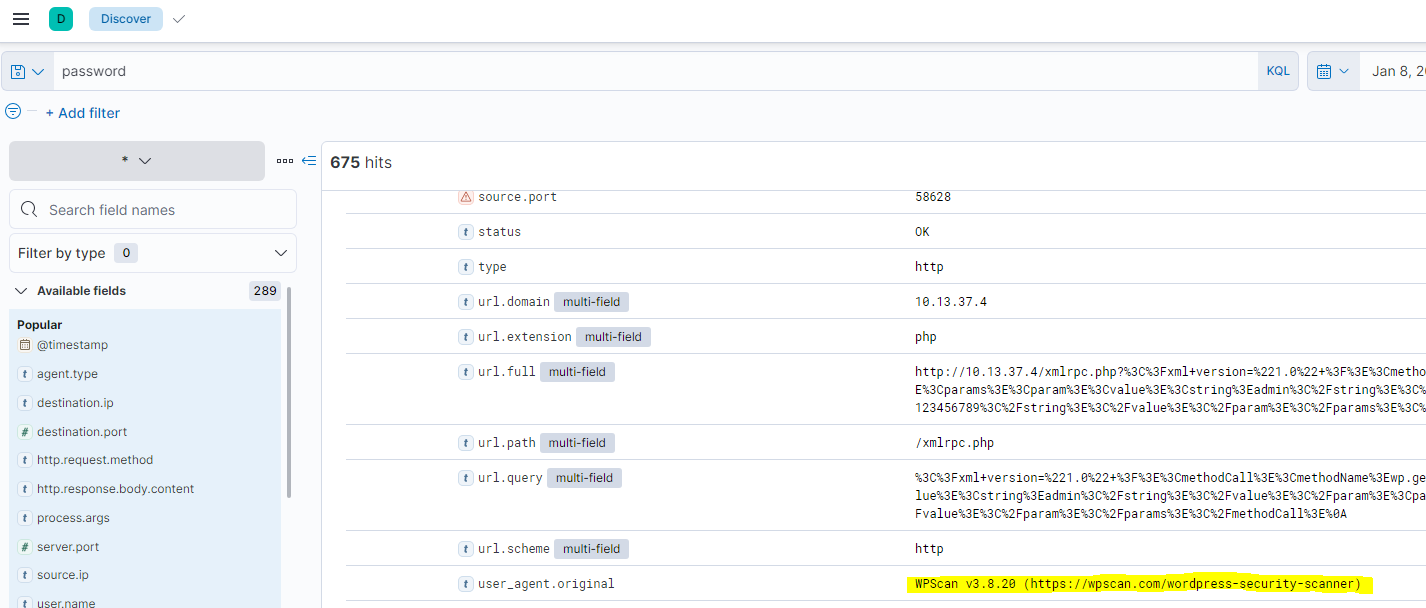 D Discover
password KQL Jan 8, 2
+ Add filter
*
675 hits
Search field names
Filter by type 0
Available fields 289
Popular
@timestamp
agent.type
destination.ip
destination.port
http.request.method
http.response.body.content
process.args
server.port
source.ip
user.name
source.port 58628
t status OK
t type http
t url.domain multi-field 10.13.37.4
t url.extension multi-field php
t url.full multi-field http://10.13.37.4/xmlrpc.php?%3C%3Fxml+version=%221.0%22+%3F%3E%3Cmetho
E%3Cparams%3E%3Cparam%3E%3Cvalue%3E%3Cstring%3Eadmin%3C%2Fstring%3E%3C%
123456789%3C%2Fstring%3E%3C%2Fvalue%3E%3C%2Fparam%3E%3C%2Fparams%3E%3C%
t url.path multi-field /xmlrpc.php
t url.query multi-field %3C%3Fxml+version=%221.0%22+%3F%3E%3CmethodCall%3E%3CmethodName%3Ewp.ge
lue%3E%3Cstring%3Eadmin%3C%2Fstring%3E%3C%2Fvalue%3E%3C%2Fparam%3E%3Cpa
Fvalue%3E%3C%2Fparam%3E%3C%2Fparams%3E%3C%2FmethodCall%3E%0A
t url.scheme multi-field http
t user_agent.original WPScan v3.8.20 (https://wpscan.com/wordpress-security-scanner)